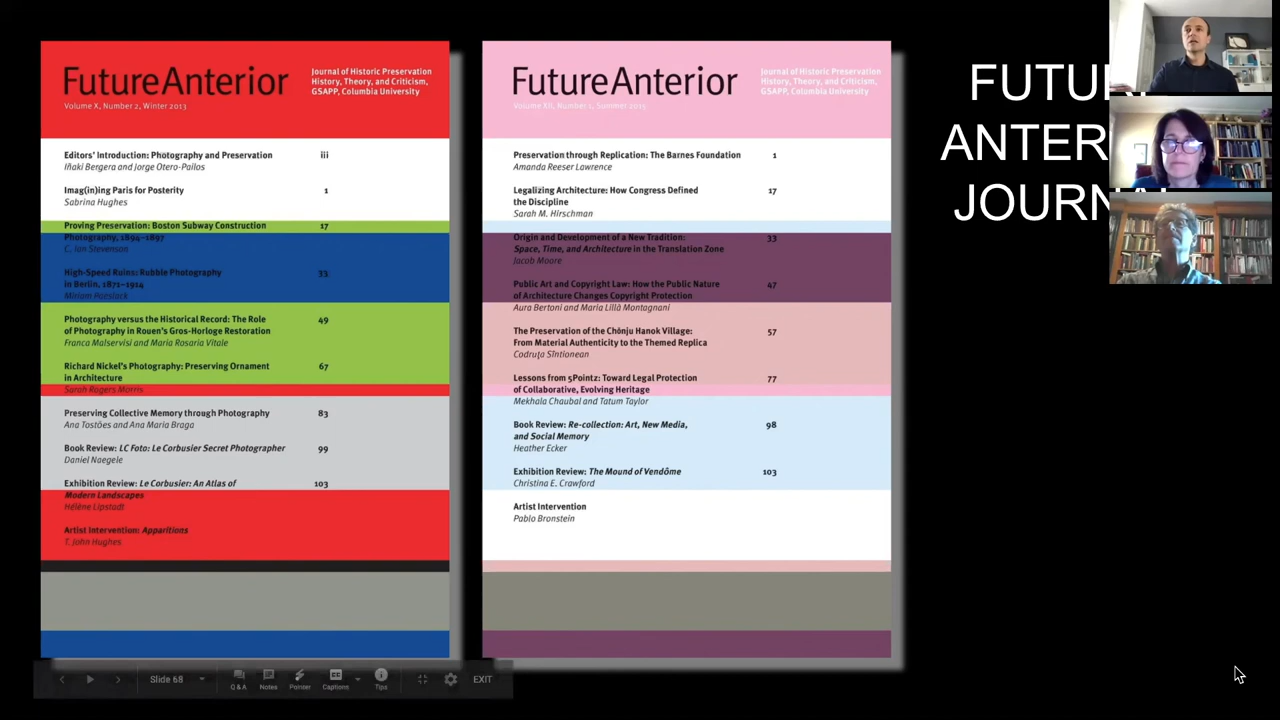 FutureAnterior
Journal of Historic Preservation
History, Theory, and Criticism,
GSAPP, Columbia University
Volume X, Number 2, Winter 2013
Editors' Introduction: Photography and Preservation iii
Iñaki Bergera and Jorge Otero-Pailos
Imag(in)ing Paris for Posterity 1
Sabrina Hughes
Proving Preservation: Boston Subway Construction 17
Photography, 1894–1897
C. Ian Stevenson
High-Speed Ruins: Rubble Photography 33
in Berlin, 1871–1914
Miriam Paeslack
Photography versus the Historical Record: The Role 49
of Photography in Rouen's Gros-Horloge Restoration
Franca Malservisi and Maria Rosaria Vitale
Richard Nickel's Photography: Preserving Ornament 67
in Architecture
Sarah Rogers Morris
Preserving Collective Memory through Photography 83
Ana Tostões and Ana Maria Braga
Book Review: LC Foto: Le Corbusier Secret Photographer 99
Daniel Naegele
Exhibition Review: Le Corbusier: An Atlas of 103
Modern Landscapes
Hélène Lipstadt
Artist Intervention: Apparitions
T. John Hughes
FutureAnterior
Journal of Historic Preservation
History, Theory, and Criticism,
GSAPP, Columbia University
Volume XII, Number 1, Summer 2015
Preservation through Replication: The Barnes Foundation 1
Amanda Reeser Lawrence
Legalizing Architecture: How Congress Defined 17
the Discipline
Sarah M. Hirschman
Origin and Development of a New Tradition: 33
Space, Time, and Architecture in the Translation Zone
Jacob Moore
Public Art and Copyright Law: How the Public Nature 47
of Architecture Changes Copyright Protection
Aura Bertoni and Maria Lillà Montagnani
The Preservation of the Chŏnju Hanok Village: 57
From Material Authenticity to the Themed Replica
Codruţa Sîntionean
Lessons from 5Pointz: Toward Legal Protection 77
of Collaborative, Evolving Heritage
Mekhala Chaubal and Tatum Taylor
Book Review: Re-collection: Art, New Media, 98
and Social Memory
Heather Ecker
Exhibition Review: The Mound of Vendôme 103
Christina E. Crawford
Artist Intervention
Pablo Bronstein
Slide 68
Q & A
Notes
Pointer
Captions
Tips
EXIT